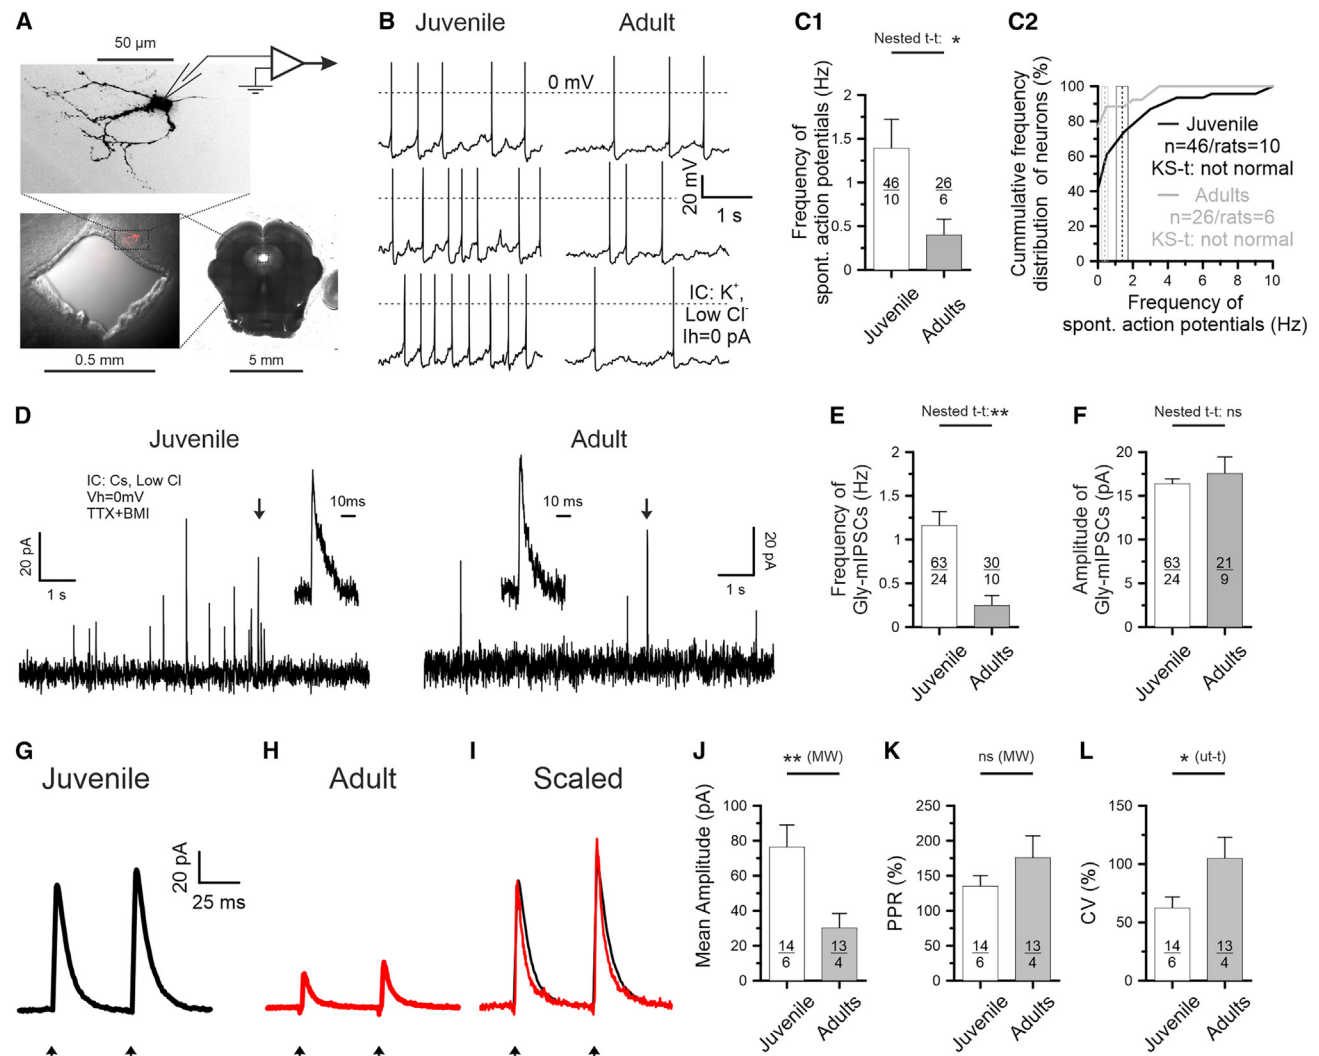 A
50 µm
0.5 mm
5 mm
B
Juvenile
Adult
0 mV
20 mV
1 s
IC: K+,
Low Cl-
Ih=0 pA
C1
Nested t-t: *
Frequency of
spont. action potentials (Hz)
2
1.5
1
0.5
0
46
10
26
6
Juvenile
Adults
C2
Cummulative frequency
distribution of neurons (%)
100
80
60
40
20
0
Juvenile
n=46/rats=10
KS-t: not normal
Adults
n=26/rats=6
KS-t: not normal
0 2 4 6 8 10
Frequency of
spont. action potentials (Hz)
D
Juvenile
Adult
IC: Cs, Low Cl
Vh=0mV
TTX+BMI
20 pA
1 s
10ms
10 ms
20 pA
1 s
E
Nested t-t:**
Frequency of
Gly-mIPSCs (Hz)
2
1.5
1
0.5
0
63
24
30
10
Juvenile
Adults
F
Nested t-t: ns
Amplitude of
Gly-mIPSCs (pA)
20
15
10
5
0
63
24
21
9
Juvenile
Adults
G
Juvenile
20 pA
25 ms
H
Adult
I
Scaled
J
** (MW)
Mean Amplitude (pA)
100
80
60
40
20
0
14
6
13
4
Juvenile
Adults
K
ns (MW)
PPR (%)
250
200
150
100
50
0
14
6
13
4
Juvenile
Adults
L
* (ut-t)
CV (%)
150
100
50
0
14
6
13
4
Juvenile
Adults